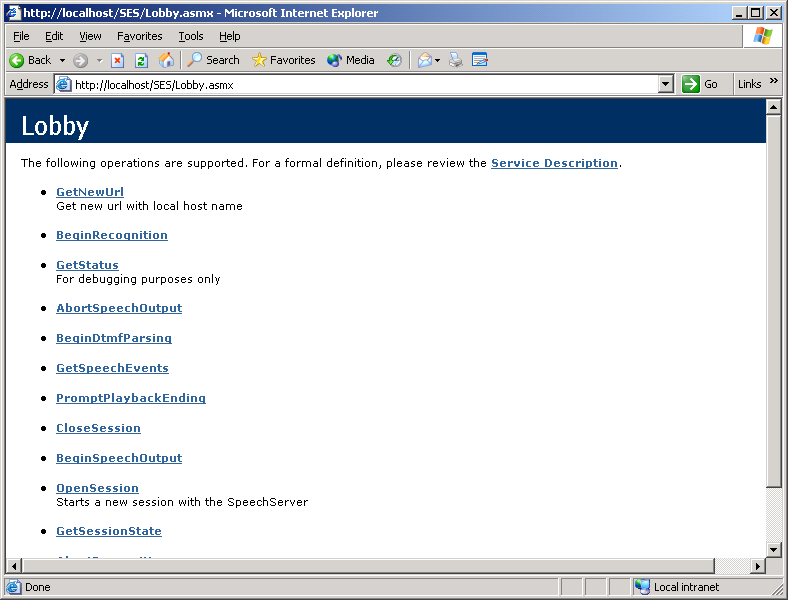 http://localhost/SES/Lobby.asmx - Microsoft Internet Explorer
File Edit View Favorites Tools Help
Back Search Favorites Media
Address http://localhost/SES/Lobby.asmx Go Links »
Lobby
The following operations are supported. For a formal definition, please review the Service Description.
• GetNewUrl
Get new url with local host name
• BeginRecognition
• GetStatus
For debugging purposes only
• AbortSpeechOutput
• BeginDtmfParsing
• GetSpeechEvents
• PromptPlaybackEnding
• CloseSession
• BeginSpeechOutput
• OpenSession
Starts a new session with the SpeechServer
• GetSessionState
Done Local intranet